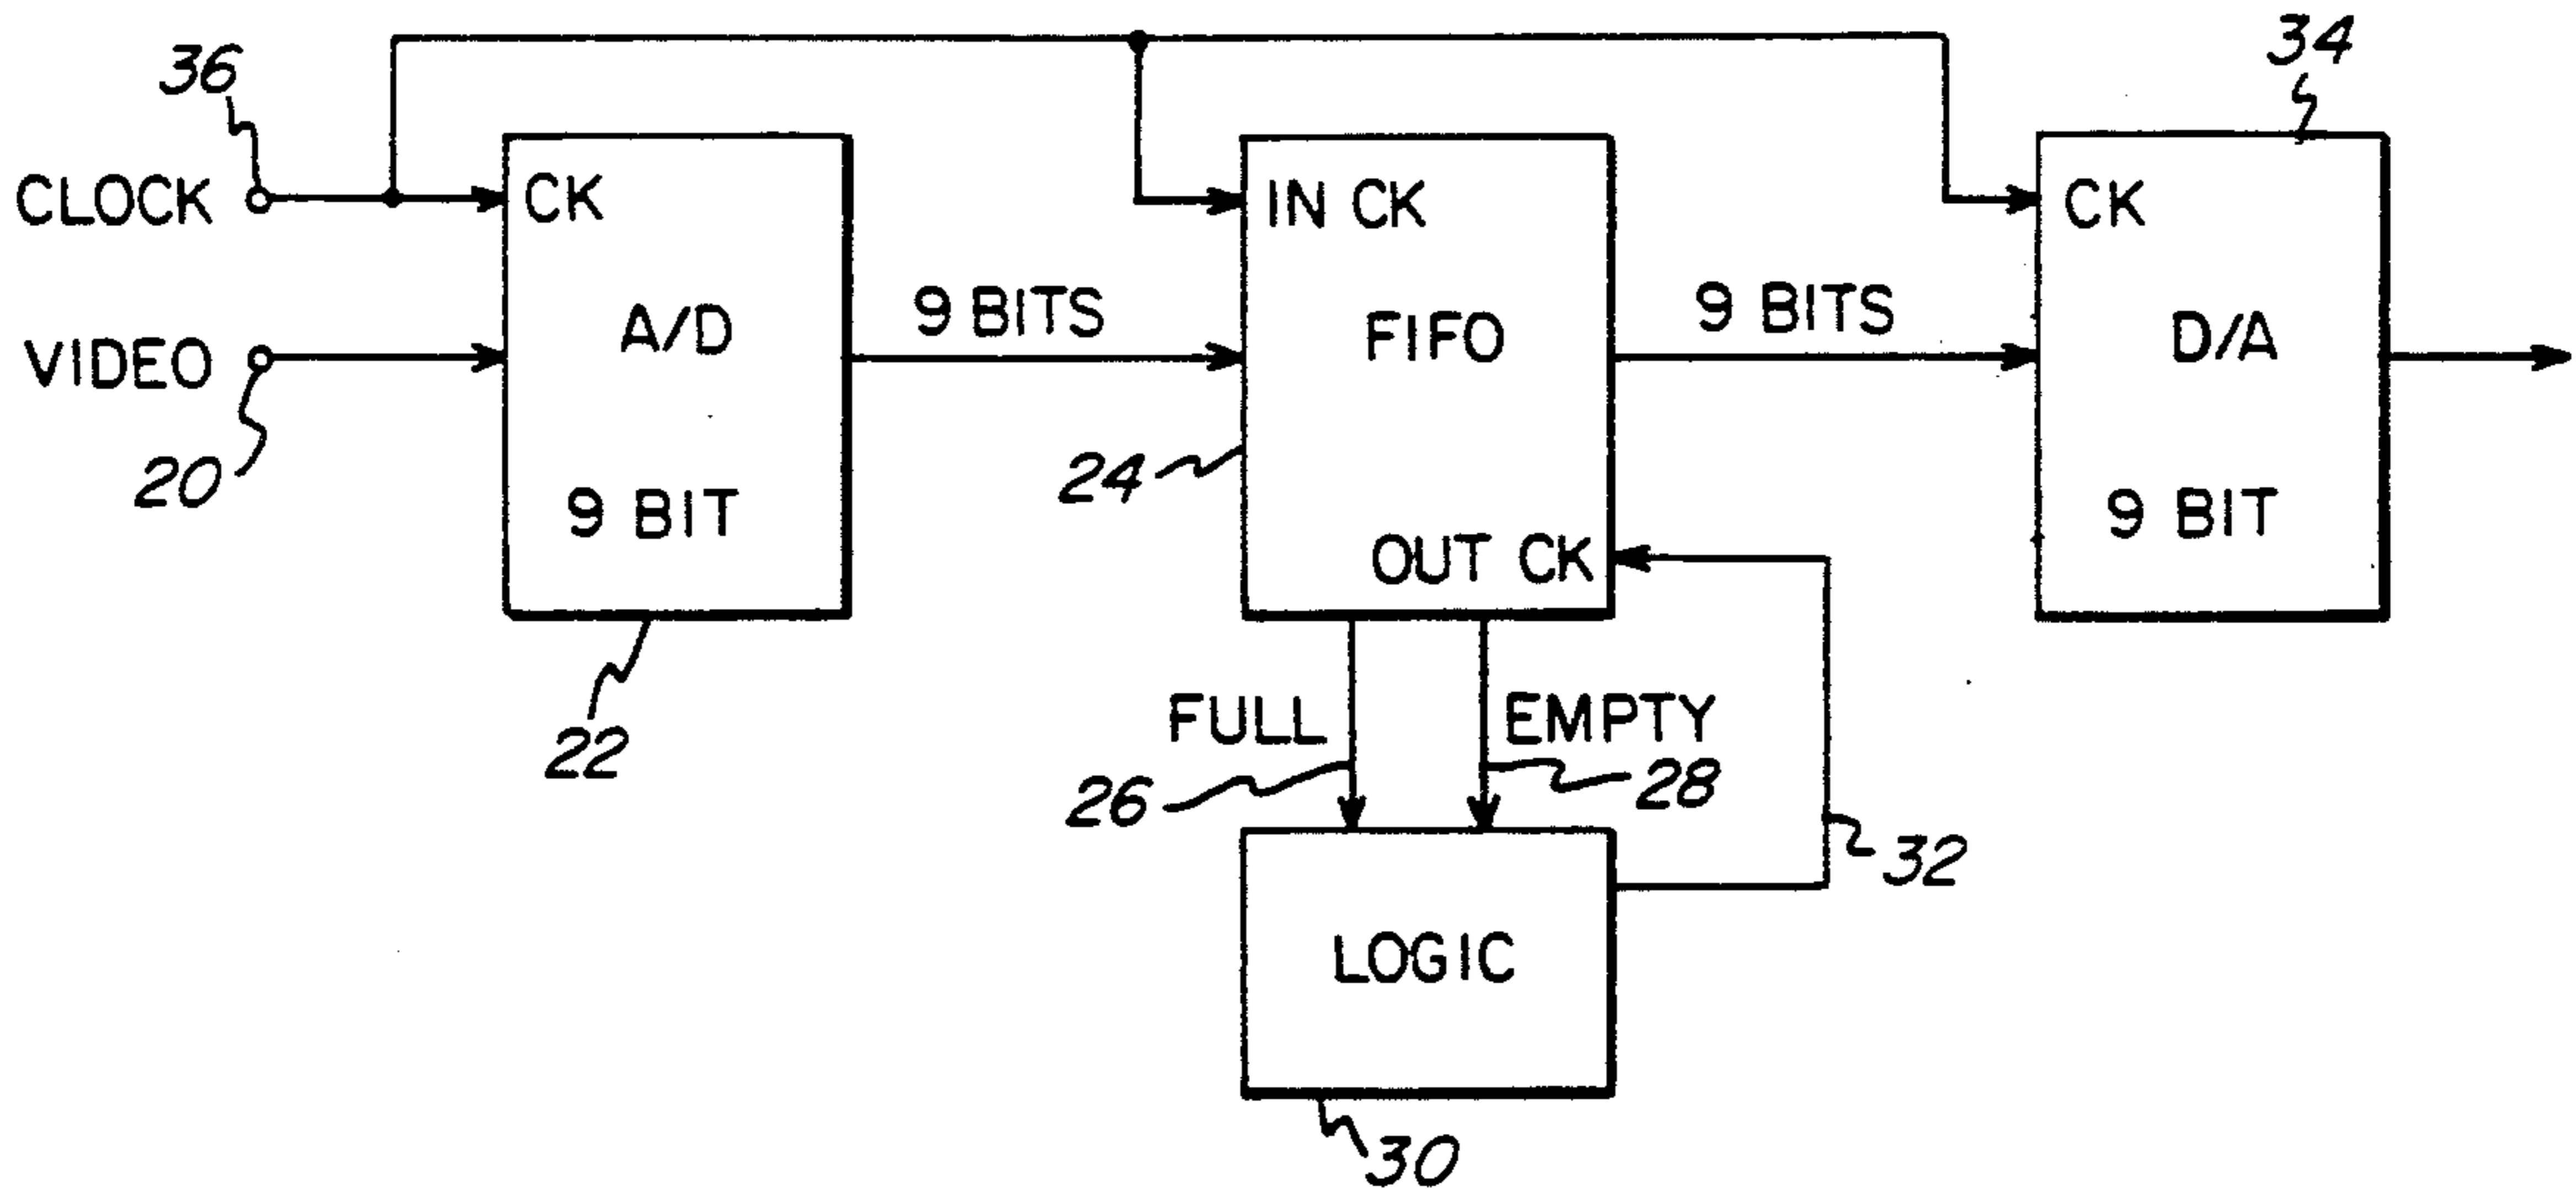 36
34
CLOCK
CK
IN CK
CK
VIDEO
A/D
9 BITS
FIFO
9 BITS
D/A
20
9 BIT
24
OUT CK
9 BIT
22
FULL
EMPTY
26
28
32
LOGIC
30